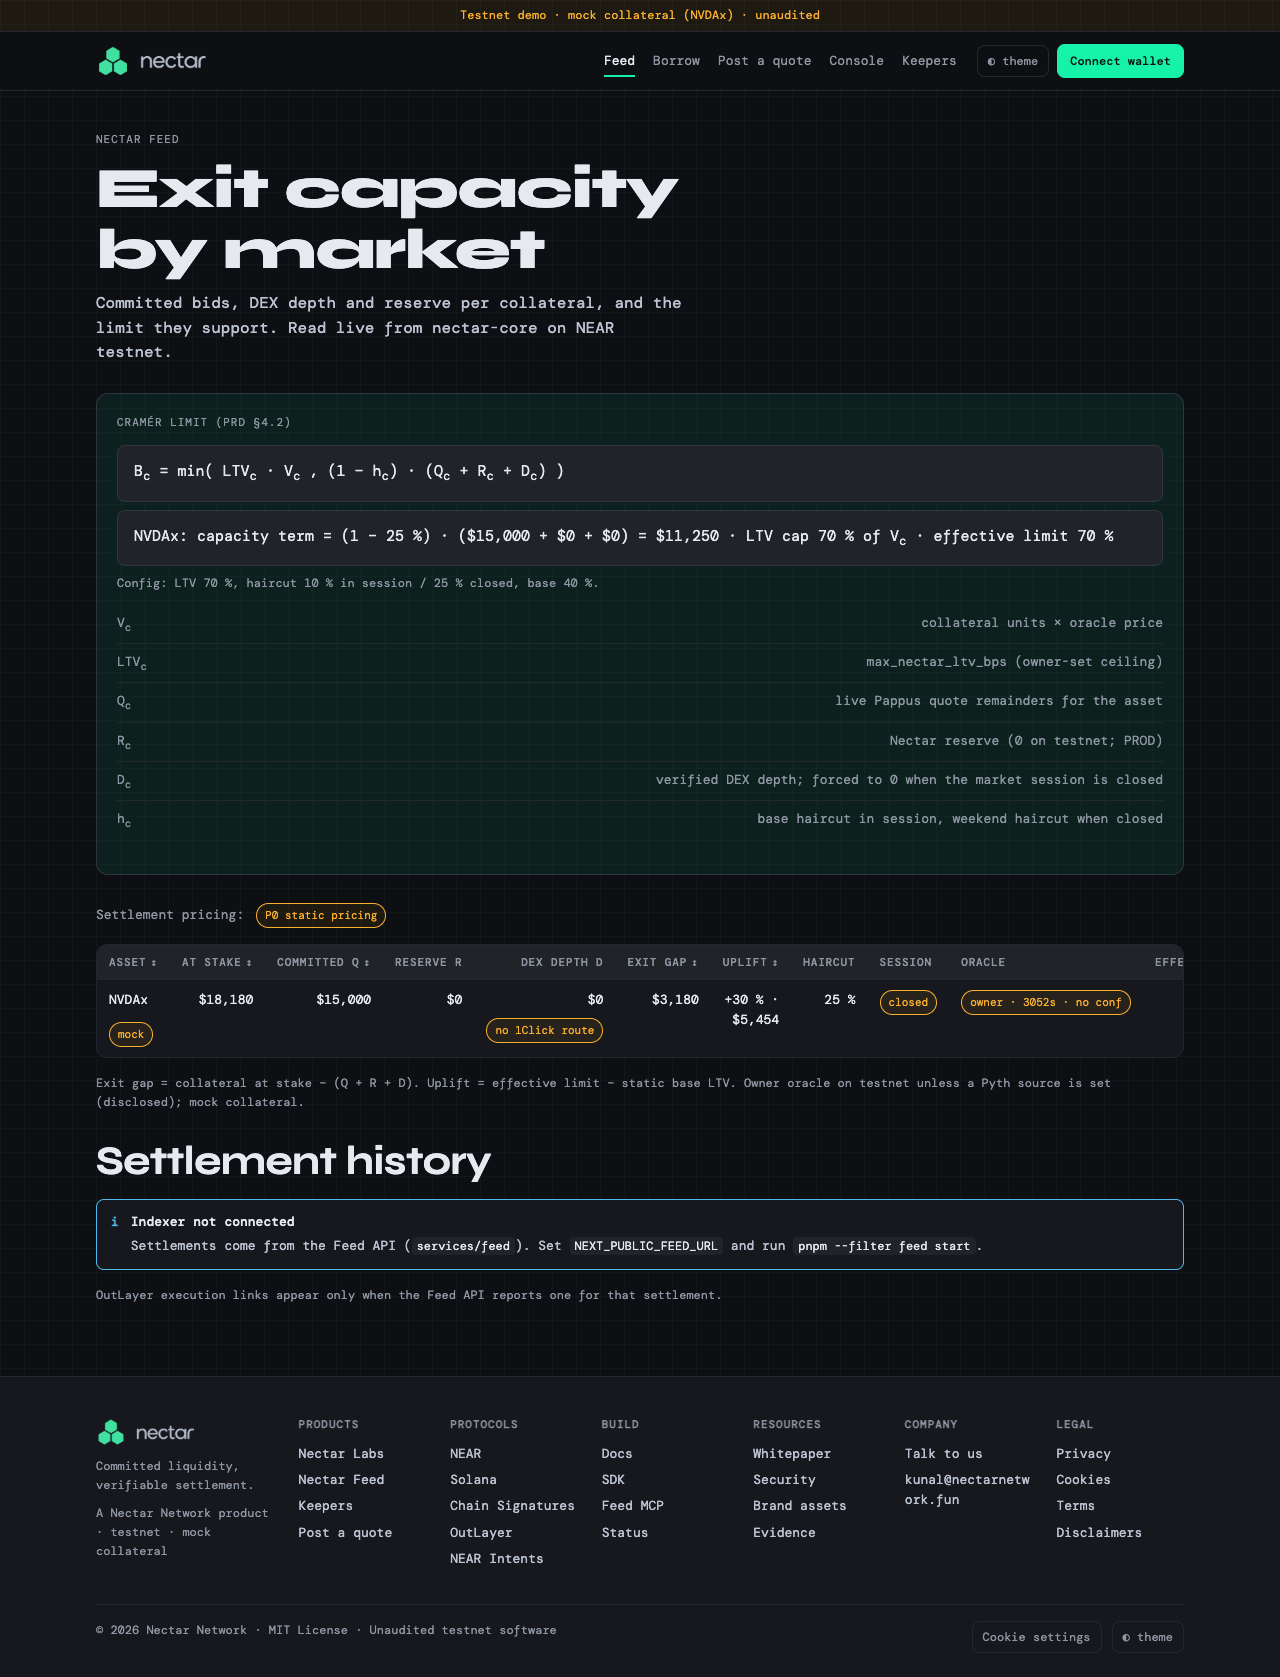 Testnet demo · mock collateral (NVDAx) · unaudited
nectar
Feed Borrow Post a quote Console Keepers ◐ theme Connect wallet
NECTAR FEED
Exit capacity
by market
Committed bids, DEX depth and reserve per collateral, and the
limit they support. Read live from nectar-core on NEAR
testnet.
CRAMÉR LIMIT (PRD §4.2)
Bc = min( LTVc · Vc , (1 − hc) · (Qc + Rc + Dc) )
NVDAx: capacity term = (1 − 25 %) · ($15,000 + $0 + $0) = $11,250 · LTV cap 70 % of Vc · effective limit 70 %
Config: LTV 70 %, haircut 10 % in session / 25 % closed, base 40 %.
Vc collateral units × oracle price
LTVc max_nectar_ltv_bps (owner-set ceiling)
Qc live Pappus quote remainders for the asset
Rc Nectar reserve (0 on testnet; PROD)
Dc verified DEX depth; forced to 0 when the market session is closed
hc base haircut in session, weekend haircut when closed
Settlement pricing: P0 static pricing
ASSET ↕ AT STAKE ↕ COMMITTED Q ↕ RESERVE R DEX DEPTH D EXIT GAP ↕ UPLIFT ↕ HAIRCUT SESSION ORACLE EFFE
NVDAx $18,180 $15,000 $0 $0 $3,180 +30 % · 25 % closed owner · 3052s · no conf
$5,454
mock no 1Click route
Exit gap = collateral at stake − (Q + R + D). Uplift = effective limit − static base LTV. Owner oracle on testnet unless a Pyth source is set
(disclosed); mock collateral.
Settlement history
i Indexer not connected
Settlements come from the Feed API (services/feed). Set NEXT_PUBLIC_FEED_URL and run pnpm --filter feed start.
OutLayer execution links appear only when the Feed API reports one for that settlement.
nectar
Committed liquidity,
verifiable settlement.
A Nectar Network product
· testnet · mock
collateral
PRODUCTS
Nectar Labs
Nectar Feed
Keepers
Post a quote
PROTOCOLS
NEAR
Solana
Chain Signatures
OutLayer
NEAR Intents
BUILD
Docs
SDK
Feed MCP
Status
RESOURCES
Whitepaper
Security
Brand assets
Evidence
COMPANY
Talk to us
kunal@nectarnetw
ork.fun
LEGAL
Privacy
Cookies
Terms
Disclaimers
© 2026 Nectar Network · MIT License · Unaudited testnet software
Cookie settings ◐ theme